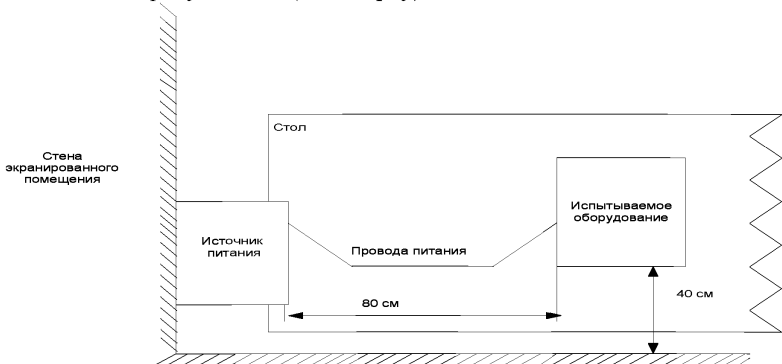 Стол
Стена
экранированного
помещения
Источник
питания
Провода питания
Испытываемое
оборудование
80 см
40 см